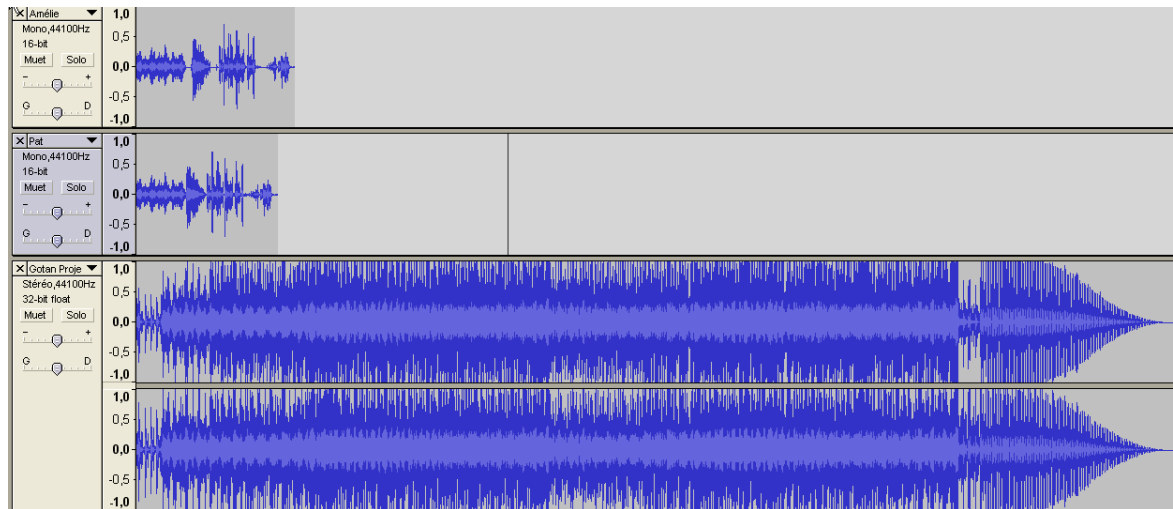 Amélie
Mono,44100Hz
16-bit
Muet Solo
- +
G D
1,0
0,5
0,0
-0,5
-1,0
Pat
Mono,44100Hz
16-bit
Muet Solo
- +
G D
1,0
0,5
0,0
-0,5
-1,0
Gotan Proje
Stéréo,44100Hz
32-bit float
Muet Solo
- +
G D
1,0
0,5
0,0
-0,5
-1,0
1,0
0,5
0,0
-0,5
-1,0